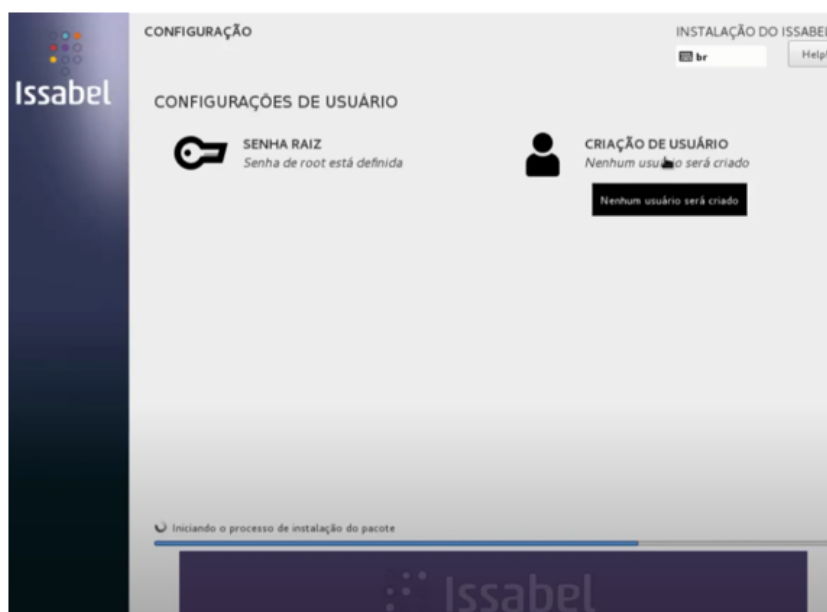 Issabel
CONFIGURAÇÃO
INSTALAÇÃO DO ISSABEL
br
Help!
CONFIGURAÇÕES DE USUÁRIO
SENHA RAIZ
Senha de root está definida
CRIAÇÃO DE USUÁRIO
Nenhum usuário será criado
Nenhum usuário será criado
Iniciando o processo de instalação do pacote
Issabel